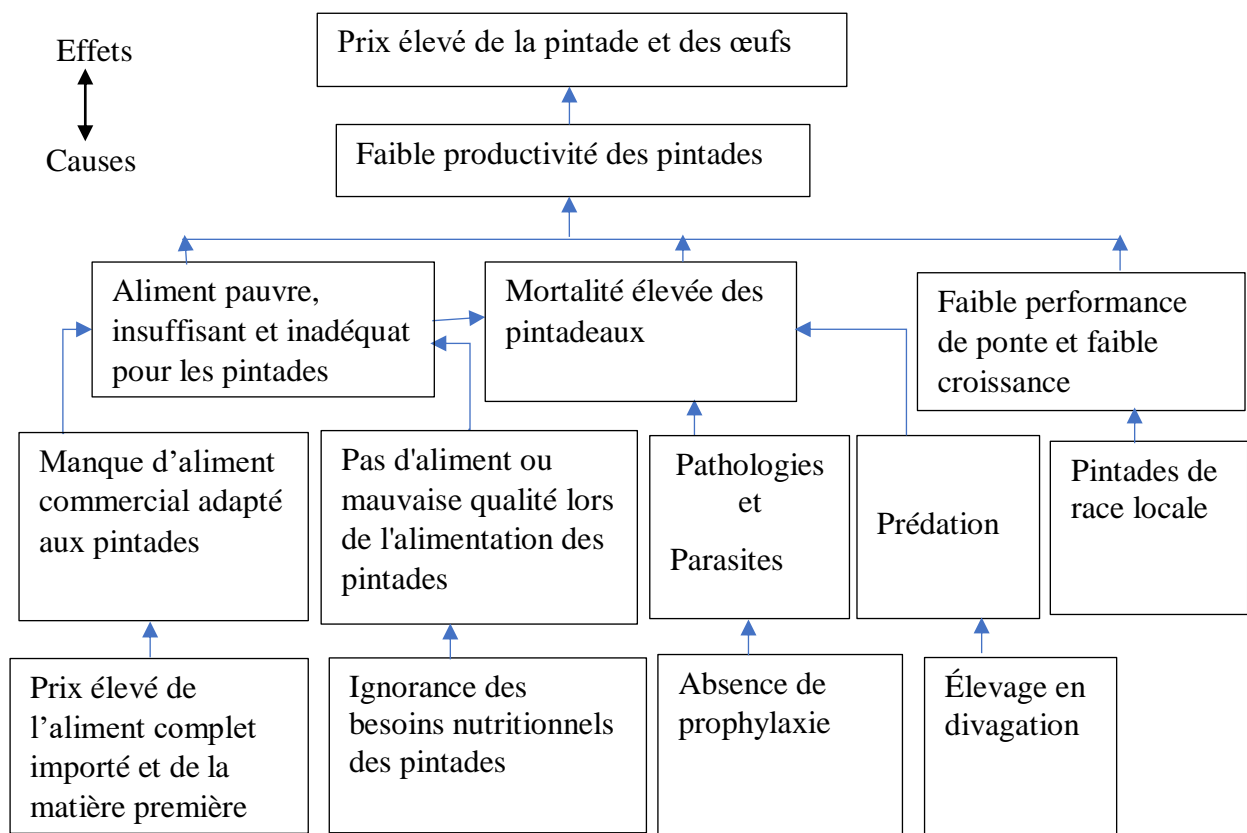 Effets
Causes
Prix élevé de la pintade et des œufs
Faible productivité des pintades
Aliment pauvre,
insuffisant et inadéquat
pour les pintades
Mortalité élevée des
pintadeaux
Faible performance
de ponte et faible
croissance
Manque d’aliment
commercial adapté
aux pintades
Pas d'aliment ou
mauvaise qualité lors
de l'alimentation des
pintades
Pathologies
et
Parasites
Prédation
Pintades de
race locale
Prix élevé de
l’aliment complet
importé et de la
matière première
Ignorance des
besoins nutritionnels
des pintades
Absence de
prophylaxie
Élevage en
divagation